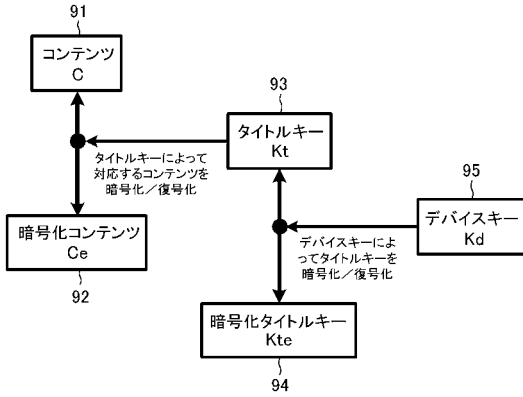 91
コンテンツ
C
93
タイトルキー
Kt
タイトルキーによって
対応するコンテンツを
暗号化／復号化
95
デバイスキー
Kd
暗号化コンテンツ
Ce
92
デバイスキーによ
ってタイトルキーを
暗号化／復号化
暗号化タイトルキー
Kte
94